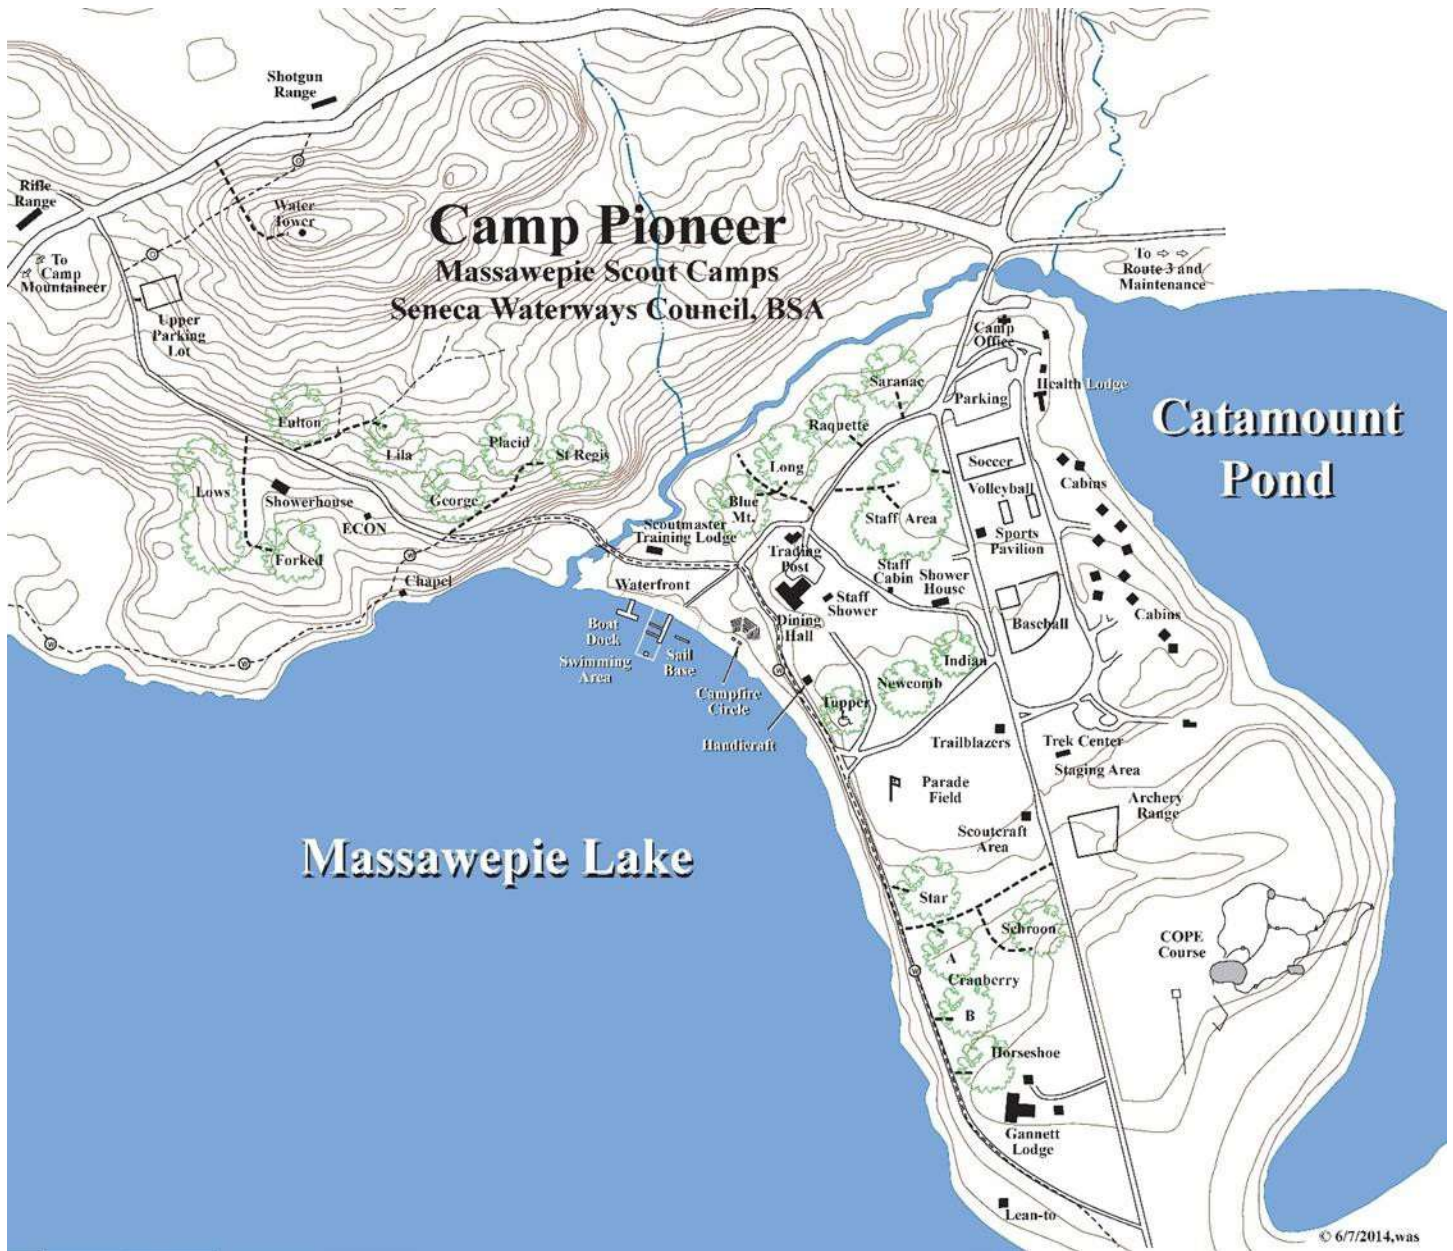 Shotgun
Range
Rifle
Range
Water
Tower
Camp Pioneer
Massawepie Scout Camps
Seneca Waterways Council, BSA
To
Camp
Mountaineer
To
Route 3 and
Maintenance
Upper
Parking
Lot
Camp
Office
Health Lodge
Parking
Saranac
Raquette
Catamount
Pond
Fulton
Lila
Placid
St Regis
George
Lows
Showerhouse
ECON
Forked
Chapel
Long
Blue
Mt.
Soccer
Volleyball
Cabins
Staff Area
Sports
Pavilion
Scoutmaster
Training Lodge
Trading
Post
Staff
Cabin
Shower
House
Staff
Shower
Waterfront
Boat
Dock
Swimming
Area
Sail
Base
Dining
Hall
Baseball
Cabins
Campfire
Circle
Handicraft
Indian
Newcomb
Tupper
Trailblazers
Trek Center
Staging Area
Parade
Field
Archery
Range
Scoutcraft
Area
Massawepie Lake
Star
Schroon
A
Cranberry
B
COPE
Course
Horseshoe
Gannett
Lodge
Lean-to
W
W
W
W
© 6/7/2014,was